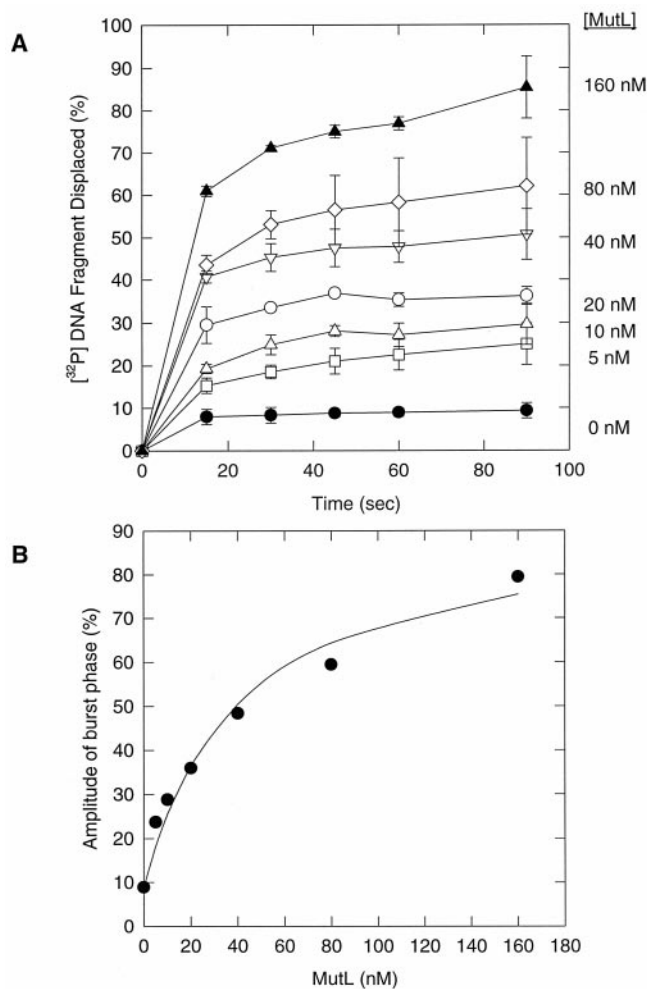 A
[MutL]
[³²P] DNA Fragment Displaced (%)
100
90
80
70
60
50
40
30
20
10
0
160 nM
80 nM
40 nM
20 nM
10 nM
5 nM
0 nM
0 20 40 60 80 100
Time (sec)
B
Amplitude of burst phase (%)
90
80
70
60
50
40
30
20
10
0
0 20 40 60 80 100 120 140 160 180
MutL (nM)